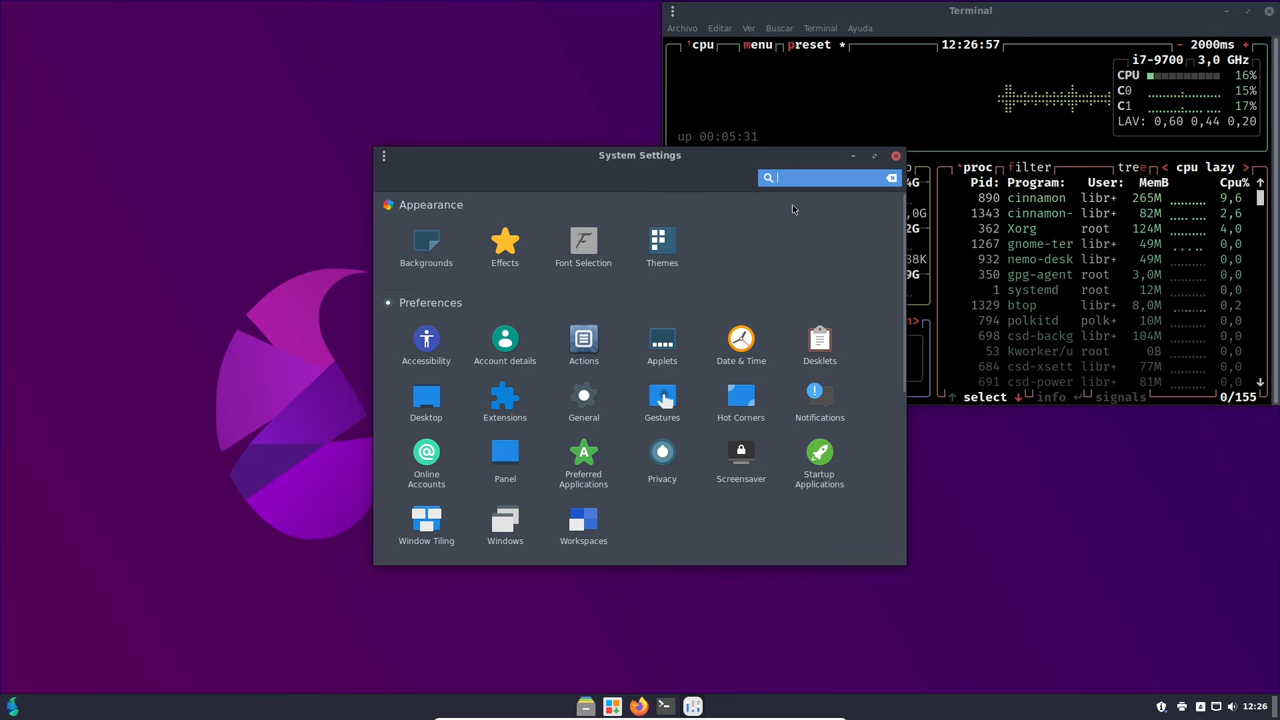 Terminal
Archivo Editar Ver Buscar Terminal Ayuda
¹cpu menu preset * 12:26:57 - 2000ms +
i7-9700 3,0 GHz
CPU 16%
C0 15%
C1 17%
LAV: 0,60 0,44 0,20
up 00:05:31
System Settings
Appearance
Backgrounds Effects Font Selection Themes
Preferences
Accessibility Account details Actions Applets Date & Time Desklets
Desktop Extensions General Gestures Hot Corners Notifications
Online Accounts Panel Preferred Applications Privacy Screensaver Startup Applications
Window Tiling Windows Workspaces
4G
,0G
2G
38K
9G
⁴proc filter tree < cpu lazy >
Pid: Program: User: MemB Cpu% ↑
890 cinnamon libr+ 265M 9,6
1343 cinnamon- libr+ 82M 2,6
362 Xorg root 124M 4,0
1267 gnome-ter libr+ 49M 0,0
932 nemo-desk libr+ 49M 0,0
350 gpg-agent root 3,0M 0,0
1 systemd root 12M 0,0
1329 btop libr+ 8,0M 0,2
794 polkitd polk+ 10M 0,0
698 csd-backg libr+ 104M 0,0
53 kworker/u root 0B 0,0
684 csd-xsett libr+ 77M 0,0
691 csd-power libr+ 81M 0,0 ↓
↑ select ↓ info ↵ signals 0/155
12:26